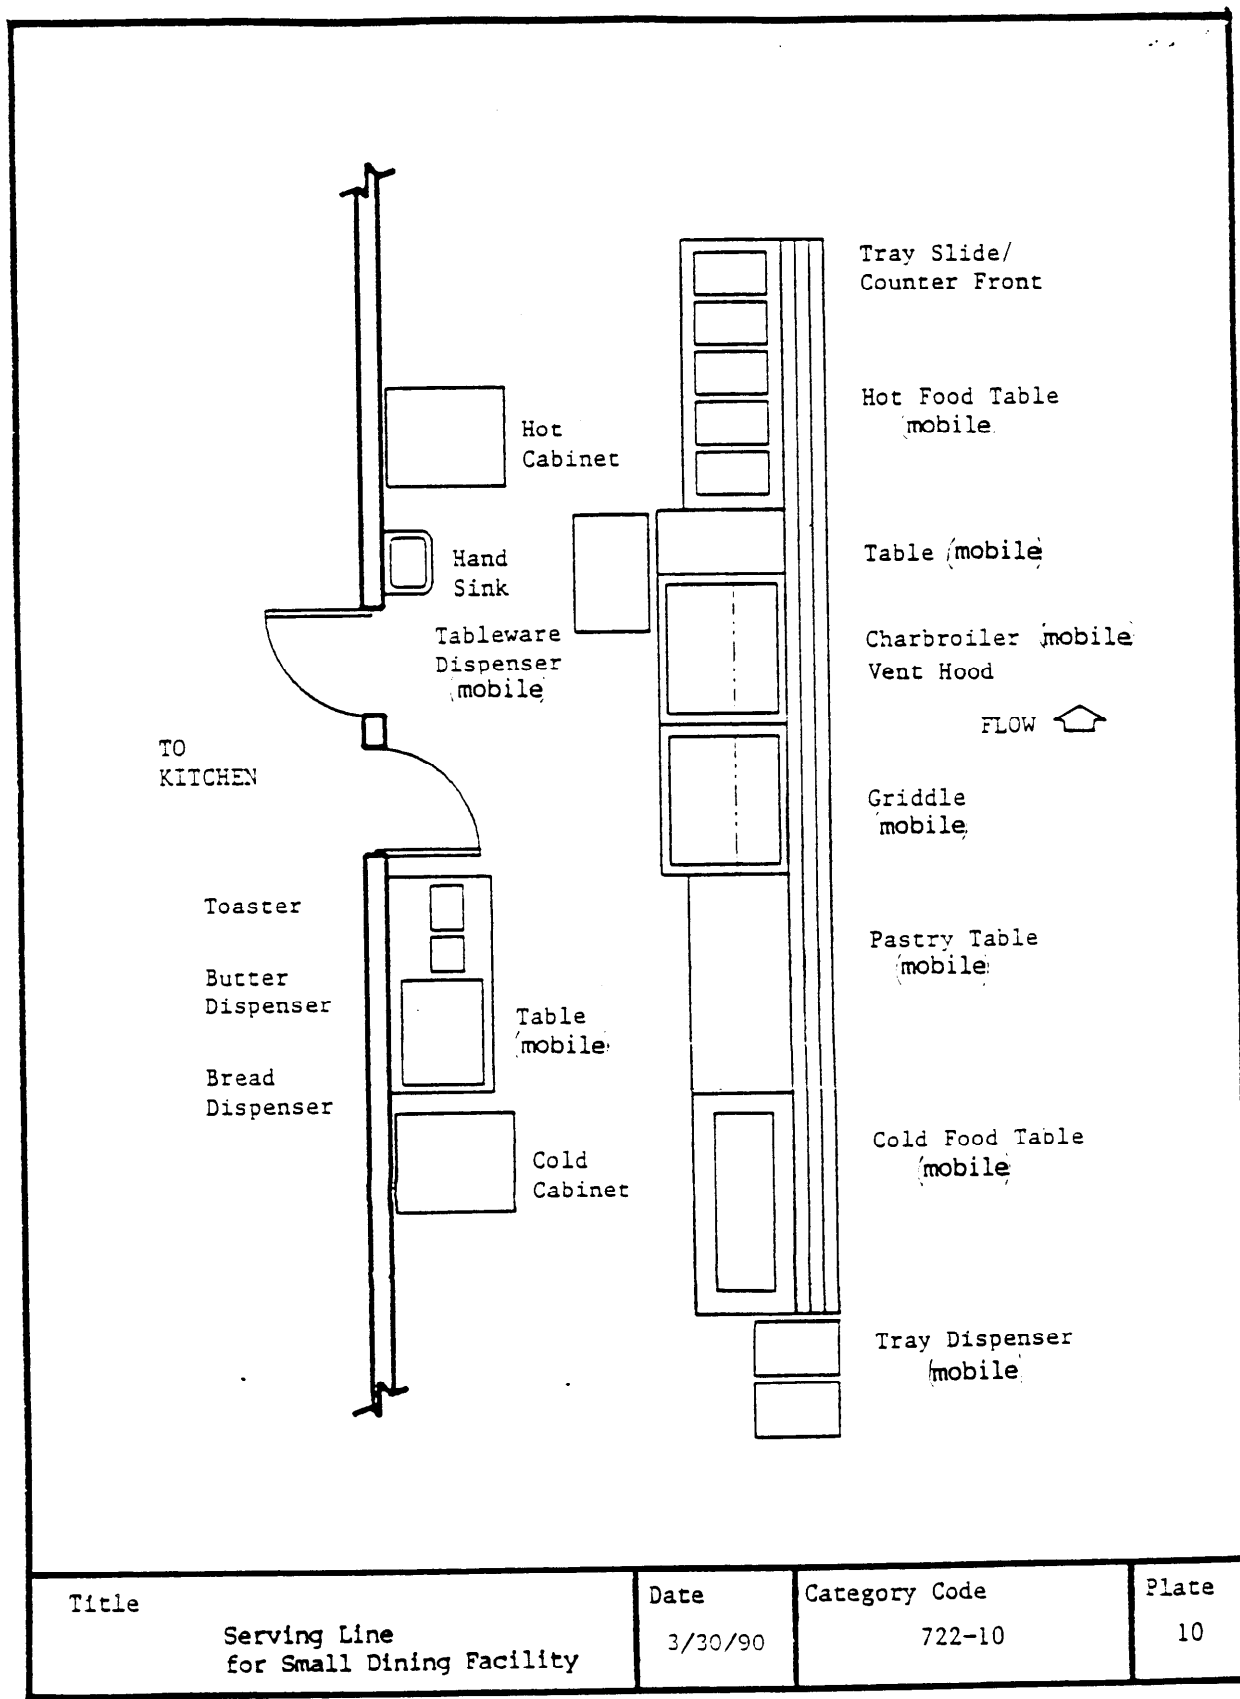 Tray Slide/
Counter Front
Hot Food Table
(mobile)
Hot
Cabinet
Table (mobile)
Hand
Sink
Tableware
Dispenser
(mobile)
Charbroiler (mobile)
Vent Hood
FLOW
TO
KITCHEN
Griddle
(mobile)
Toaster
Butter
Dispenser
Bread
Dispenser
Table
(mobile)
Pastry Table
(mobile)
Cold
Cabinet
Cold Food Table
(mobile)
Tray Dispenser
(mobile)
Title
Serving Line
for Small Dining Facility
Date
3/30/90
Category Code
722-10
Plate
10